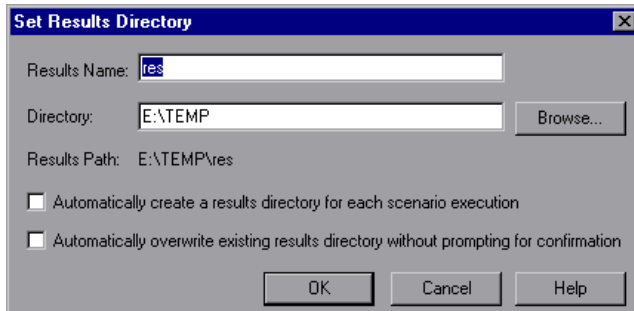 Set Results Directory
Results Name: res
Directory: E:\TEMP Browse...
Results Path: E:\TEMP\res
Automatically create a results directory for each scenario execution
Automatically overwrite existing results directory without prompting for confirmation
OK Cancel Help